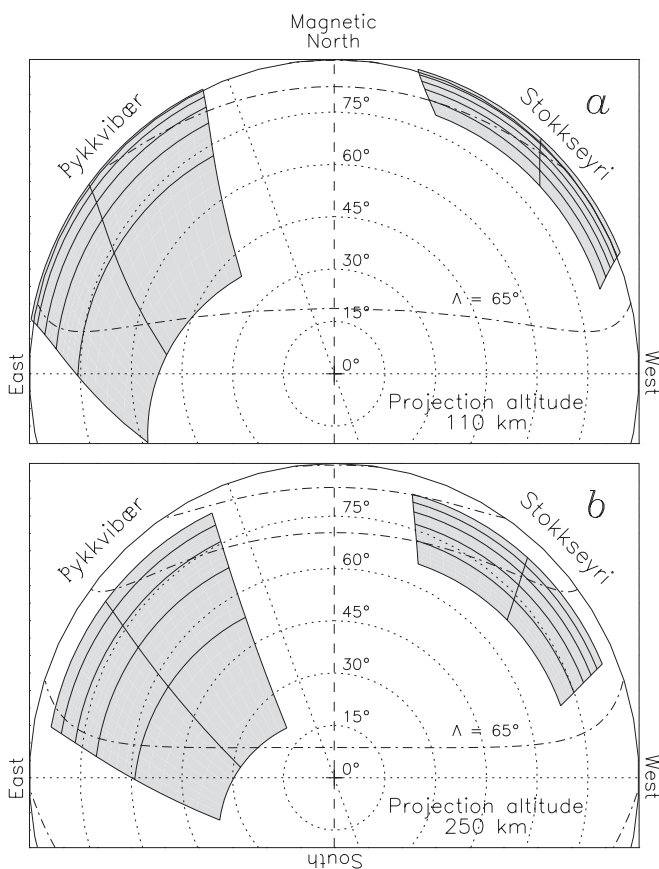 Magnetic
North
a
Þykkvibær
Stokkseyri
75°
60°
45°
30°
Λ = 65°
15°
0°
East
West
Projection altitude
110 km
b
Þykkvibær
Stokkseyri
75°
60°
45°
30°
15°
Λ = 65°
0°
East
West
Projection altitude
250 km
South